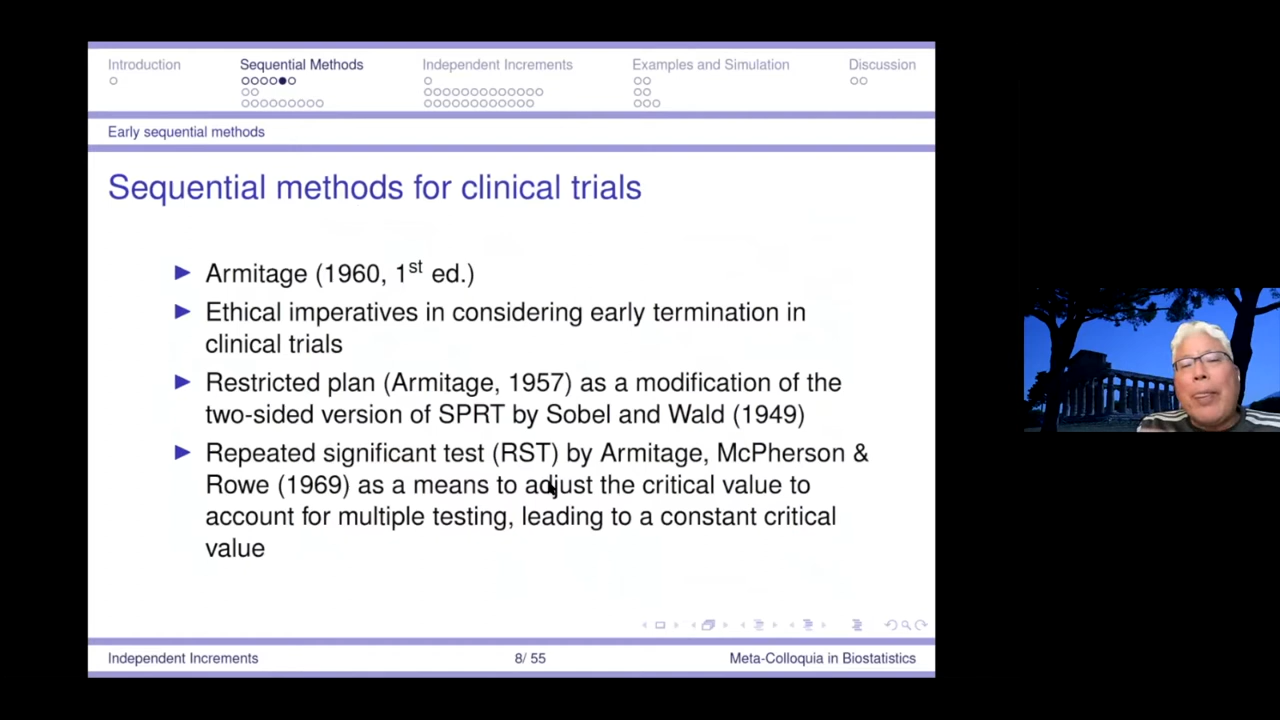 Introduction
Sequential Methods
Independent Increments
Examples and Simulation
Discussion
Early sequential methods
Sequential methods for clinical trials
Armitage (1960, 1st ed.)
Ethical imperatives in considering early termination in
clinical trials
Restricted plan (Armitage, 1957) as a modification of the
two-sided version of SPRT by Sobel and Wald (1949)
Repeated significant test (RST) by Armitage, McPherson &
Rowe (1969) as a means to adjust the critical value to
account for multiple testing, leading to a constant critical
value
Independent Increments
8/ 55
Meta-Colloquia in Biostatistics